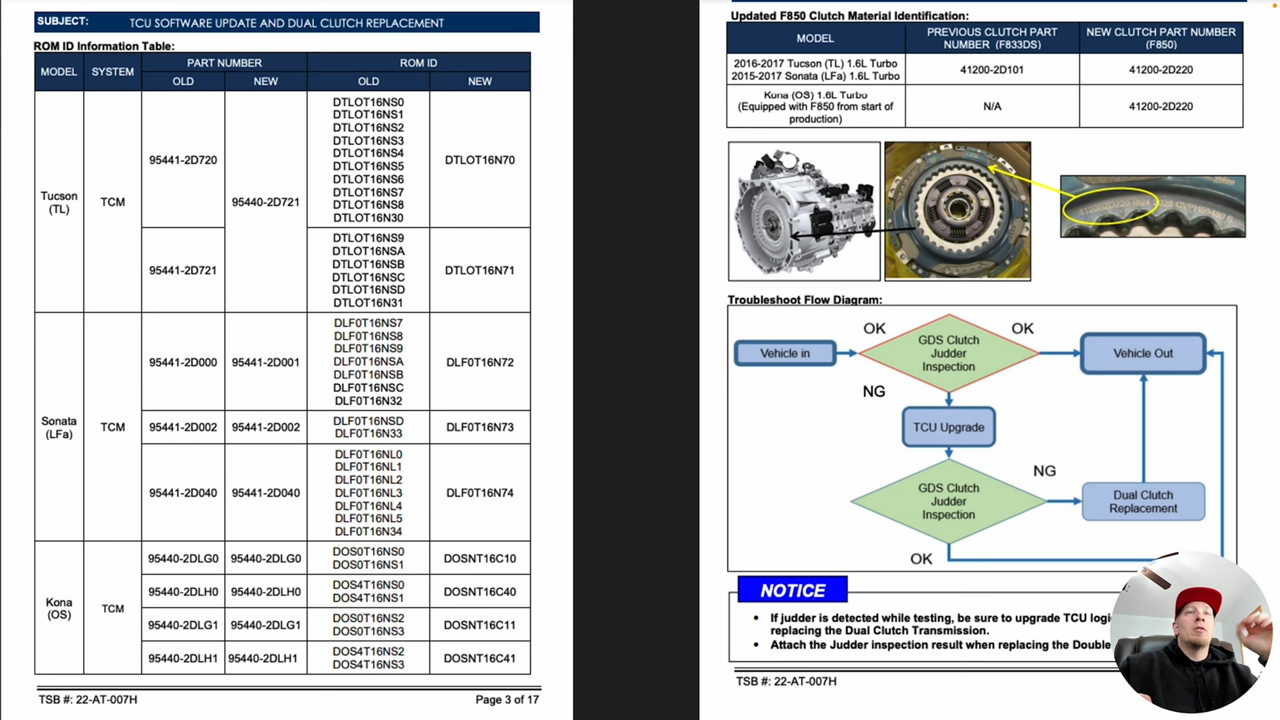 SUBJECT: TCU SOFTWARE UPDATE AND DUAL CLUTCH REPLACEMENT
ROM ID Information Table:
MODEL SYSTEM PART NUMBER ROM ID
OLD NEW OLD NEW
Tucson (TL) TCM 95441-2D720 95440-2D721
DTLOT16NS0
DTLOT16NS1
DTLOT16NS2
DTLOT16NS3
DTLOT16NS4
DTLOT16NS5
DTLOT16NS6
DTLOT16NS7
DTLOT16NS8
DTLOT16N30
DTLOT16N70
95441-2D721
DTLOT16NS9
DTLOT16NSA
DTLOT16NSB
DTLOT16NSC
DTLOT16NSD
DTLOT16N31
DTLOT16N71
Sonata (LFa) TCM 95441-2D000 95441-2D001
DLF0T16NS7
DLF0T16NS8
DLF0T16NS9
DLF0T16NSA
DLF0T16NSB
DLF0T16NSC
DLF0T16N32
DLF0T16N72
95441-2D002 95441-2D002
DLF0T16NSD
DLF0T16N33
DLF0T16N73
95441-2D040 95441-2D040
DLF0T16NL0
DLF0T16NL1
DLF0T16NL2
DLF0T16NL3
DLF0T16NL4
DLF0T16NL5
DLF0T16N34
DLF0T16N74
Kona (OS) TCM 95440-2DLG0 95440-2DLG0
DOS0T16NS0
DOS0T16NS1
DOSNT16C10
95440-2DLH0 95440-2DLH0
DOS4T16NS0
DOS4T16NS1
DOSNT16C40
95440-2DLG1 95440-2DLG1
DOS0T16NS2
DOS0T16NS3
DOSNT16C11
95440-2DLH1 95440-2DLH1
DOS4T16NS2
DOS4T16NS3
DOSNT16C41
TSB #: 22-AT-007H Page 3 of 17
Updated F850 Clutch Material Identification:
MODEL PREVIOUS CLUTCH PART NUMBER (F833DS) NEW CLUTCH PART NUMBER (F850)
2016-2017 Tucson (TL) 1.6L Turbo
2015-2017 Sonata (LFa) 1.6L Turbo
41200-2D101 41200-2D220
Kona (OS) 1.6L Turbo
(Equipped with F850 from start of
production)
N/A 41200-2D220
Troubleshoot Flow Diagram:
Vehicle in
OK
GDS Clutch
Judder
Inspection
OK
Vehicle Out
NG
TCU Upgrade
GDS Clutch
Judder
Inspection
NG
Dual Clutch
Replacement
OK
NOTICE
• If judder is detected while testing, be sure to upgrade TCU
replacing the Dual Clutch Transmission.
• Attach the Judder inspection result when replacing the
TSB #: 22-AT-007H